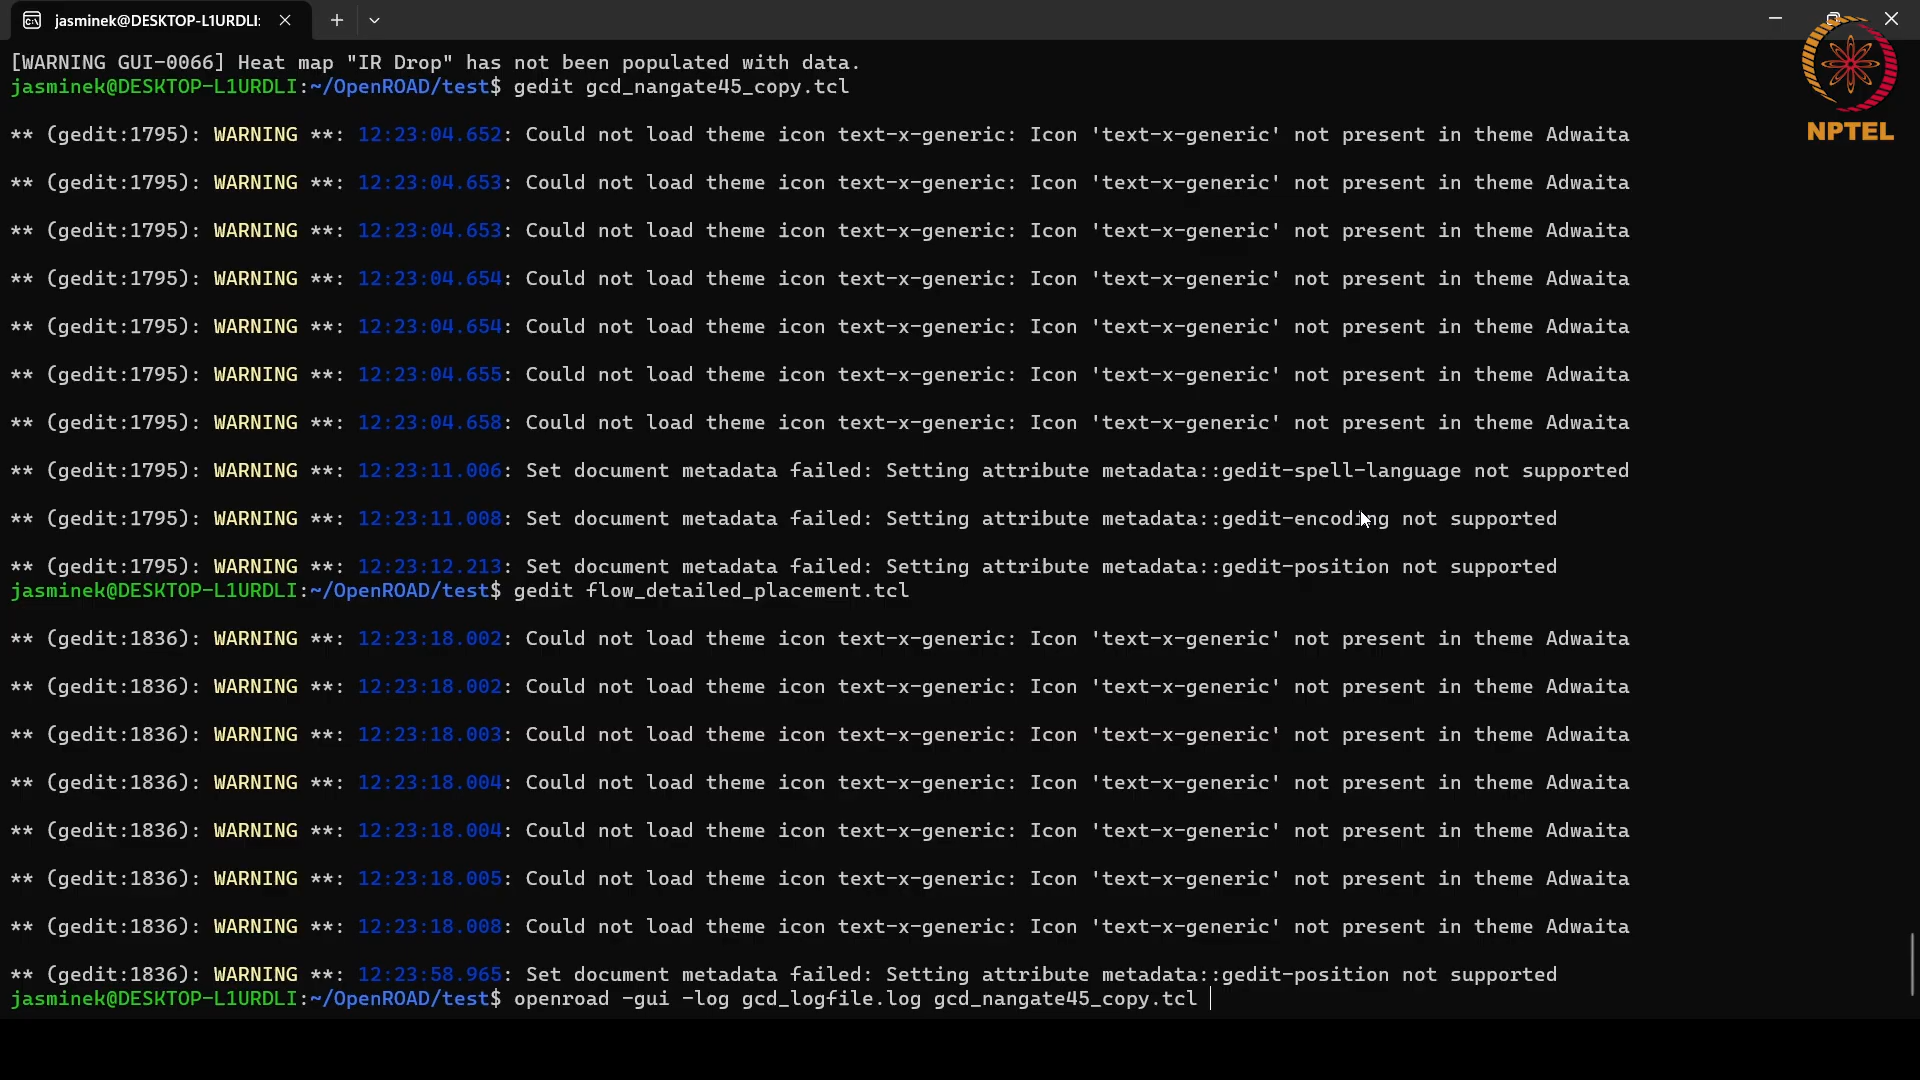 jasminek@DESKTOP-L1URDLI:
[WARNING GUI-0066] Heat map "IR Drop" has not been populated with data.
jasminek@DESKTOP-L1URDLI:~/OpenROAD/test$ gedit gcd_nangate45_copy.tcl
NPTEL
** (gedit:1795): WARNING **: 12:23:04.652: Could not load theme icon text-x-generic: Icon 'text-x-generic' not present in theme Adwaita
** (gedit:1795): WARNING **: 12:23:04.653: Could not load theme icon text-x-generic: Icon 'text-x-generic' not present in theme Adwaita
** (gedit:1795): WARNING **: 12:23:04.653: Could not load theme icon text-x-generic: Icon 'text-x-generic' not present in theme Adwaita
** (gedit:1795): WARNING **: 12:23:04.654: Could not load theme icon text-x-generic: Icon 'text-x-generic' not present in theme Adwaita
** (gedit:1795): WARNING **: 12:23:04.654: Could not load theme icon text-x-generic: Icon 'text-x-generic' not present in theme Adwaita
** (gedit:1795): WARNING **: 12:23:04.655: Could not load theme icon text-x-generic: Icon 'text-x-generic' not present in theme Adwaita
** (gedit:1795): WARNING **: 12:23:04.658: Could not load theme icon text-x-generic: Icon 'text-x-generic' not present in theme Adwaita
** (gedit:1795): WARNING **: 12:23:11.006: Set document metadata failed: Setting attribute metadata::gedit-spell-language not supported
** (gedit:1795): WARNING **: 12:23:11.008: Set document metadata failed: Setting attribute metadata::gedit-encoding not supported
** (gedit:1795): WARNING **: 12:23:12.213: Set document metadata failed: Setting attribute metadata::gedit-position not supported
jasminek@DESKTOP-L1URDLI:~/OpenROAD/test$ gedit flow_detailed_placement.tcl
** (gedit:1836): WARNING **: 12:23:18.002: Could not load theme icon text-x-generic: Icon 'text-x-generic' not present in theme Adwaita
** (gedit:1836): WARNING **: 12:23:18.002: Could not load theme icon text-x-generic: Icon 'text-x-generic' not present in theme Adwaita
** (gedit:1836): WARNING **: 12:23:18.003: Could not load theme icon text-x-generic: Icon 'text-x-generic' not present in theme Adwaita
** (gedit:1836): WARNING **: 12:23:18.004: Could not load theme icon text-x-generic: Icon 'text-x-generic' not present in theme Adwaita
** (gedit:1836): WARNING **: 12:23:18.004: Could not load theme icon text-x-generic: Icon 'text-x-generic' not present in theme Adwaita
** (gedit:1836): WARNING **: 12:23:18.005: Could not load theme icon text-x-generic: Icon 'text-x-generic' not present in theme Adwaita
** (gedit:1836): WARNING **: 12:23:18.008: Could not load theme icon text-x-generic: Icon 'text-x-generic' not present in theme Adwaita
** (gedit:1836): WARNING **: 12:23:58.965: Set document metadata failed: Setting attribute metadata::gedit-position not supported
jasminek@DESKTOP-L1URDLI:~/OpenROAD/test$ openroad -gui -log gcd_logfile.log gcd_nangate45_copy.tcl